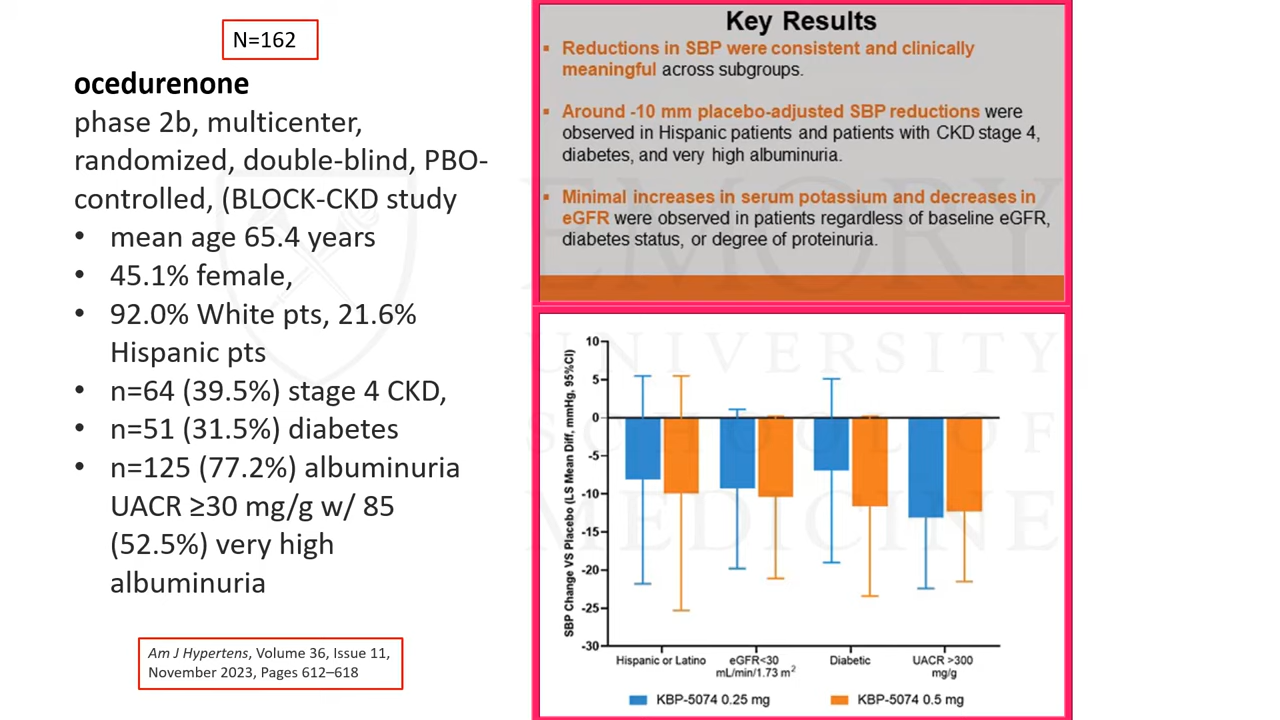 N=162
ocedurenone
phase 2b, multicenter,
randomized, double-blind, PBO-
controlled, (BLOCK-CKD study
• mean age 65.4 years
• 45.1% female,
• 92.0% White pts, 21.6%
Hispanic pts
• n=64 (39.5%) stage 4 CKD,
• n=51 (31.5%) diabetes
• n=125 (77.2%) albuminuria
UACR ≥30 mg/g w/ 85
(52.5%) very high
albuminuria
Am J Hypertens, Volume 36, Issue 11,
November 2023, Pages 612–618
Key Results
▪ Reductions in SBP were consistent and clinically
meaningful across subgroups.
▪ Around -10 mm placebo-adjusted SBP reductions were
observed in Hispanic patients and patients with CKD stage 4,
diabetes, and very high albuminuria.
▪ Minimal increases in serum potassium and decreases in
eGFR were observed in patients regardless of baseline eGFR,
diabetes status, or degree of proteinuria.
SBP Change VS Placebo (LS Mean Diff, mmHg, 95%CI)
10
5
0
-5
-10
-15
-20
-25
-30
Hispanic or Latino
eGFR<30
mL/min/1.73 m²
Diabetic
UACR >300
mg/g
KBP-5074 0.25 mg
KBP-5074 0.5 mg
EMORY
UNIVERSITY
SCHOOL OF
MEDICINE